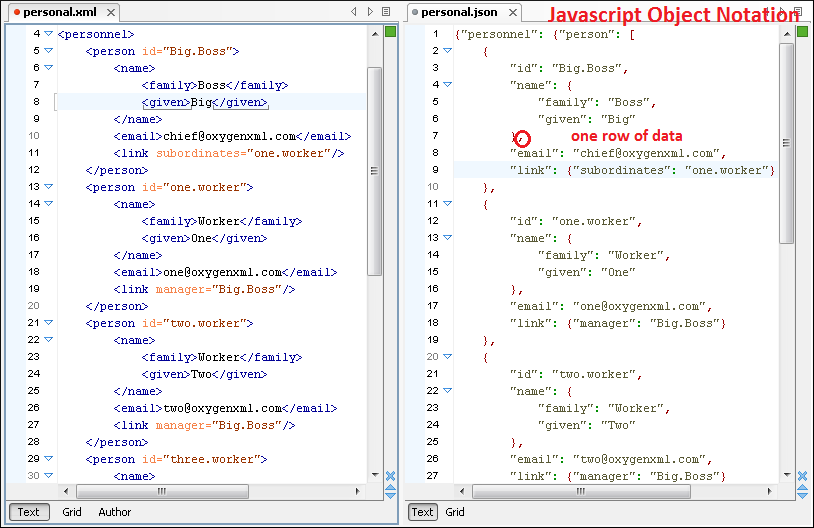 personal.xml
4 <personnel>
5 <person id="Big.Boss">
6 <name>
7 <family>Boss</family>
8 <given>Big</given>
9 </name>
10 <email>chief@oxygenxml.com</email>
11 <link subordinates="one.worker"/>
12 </person>
13 <person id="one.worker">
14 <name>
15 <family>Worker</family>
16 <given>One</given>
17 </name>
18 <email>one@oxygenxml.com</email>
19 <link manager="Big.Boss"/>
20 </person>
21 <person id="two.worker">
22 <name>
23 <family>Worker</family>
24 <given>Two</given>
25 </name>
26 <email>two@oxygenxml.com</email>
27 <link manager="Big.Boss"/>
28 </person>
29 <person id="three.worker">
30 <name>
Text Grid Author
personal.json
Javascript Object Notation
1 {"personnel": {"person": [
2 {
3 "id": "Big.Boss",
4 "name": {
5 "family": "Boss",
6 "given": "Big"
7 }, one row of data
8 "email": "chief@oxygenxml.com",
9 "link": {"subordinates": "one.worker"}
10 },
11 {
12 "id": "one.worker",
13 "name": {
14 "family": "Worker",
15 "given": "One"
16 },
17 "email": "one@oxygenxml.com",
18 "link": {"manager": "Big.Boss"}
19 },
20 {
21 "id": "two.worker",
22 "name": {
23 "family": "Worker",
24 "given": "Two"
25 },
26 "email": "two@oxygenxml.com",
27 "link": {"manager": "Big.Boss"}
Text Grid